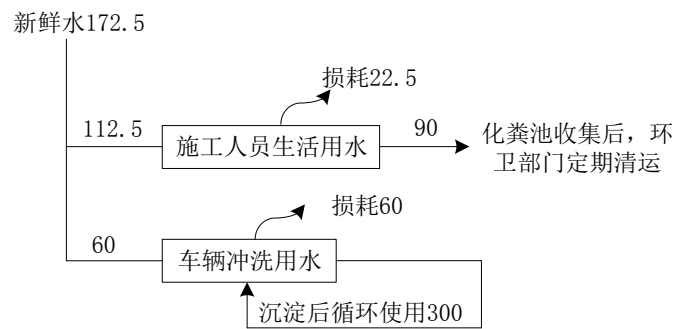 新鲜水172.5
损耗22.5
112.5
施工人员生活用水
90
化粪池收集后，环
卫部门定期清运
损耗60
60
车辆冲洗用水
沉淀后循环使用300